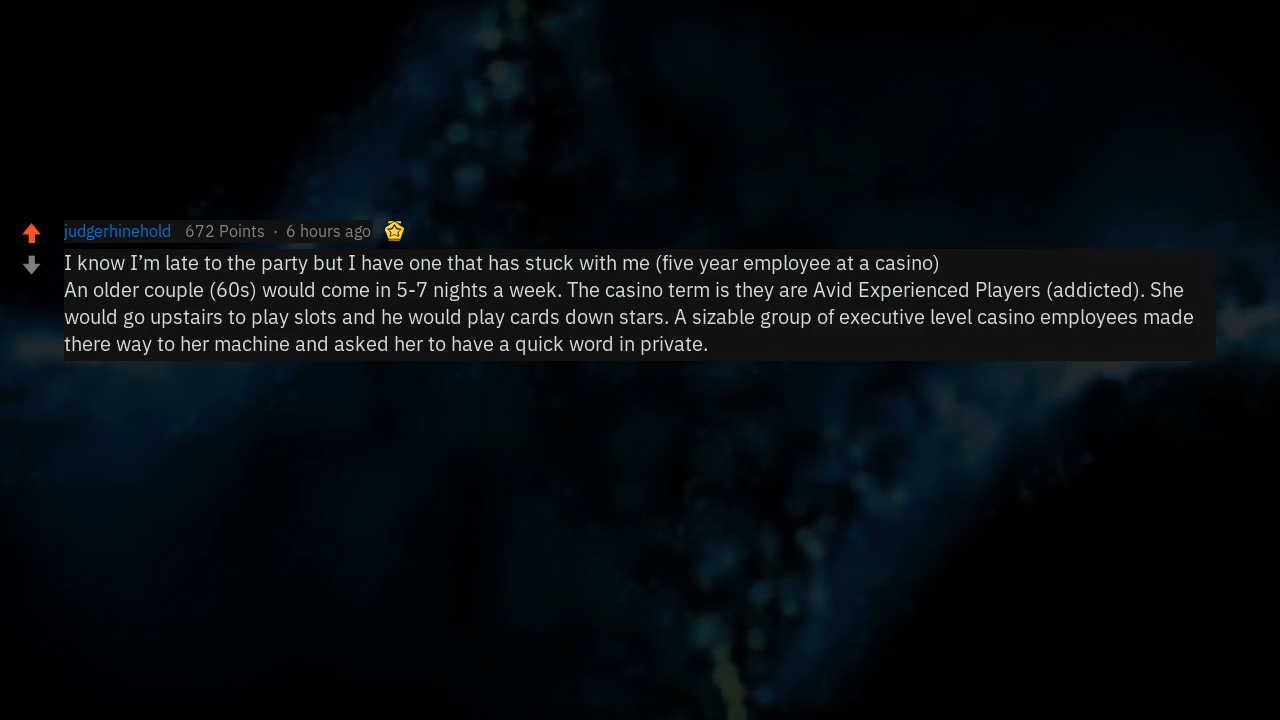 judgerhinehold 672 Points · 6 hours ago
I know I’m late to the party but I have one that has stuck with me (five year employee at a casino)
An older couple (60s) would come in 5-7 nights a week. The casino term is they are Avid Experienced Players (addicted). She
would go upstairs to play slots and he would play cards down stars. A sizable group of executive level casino employees made
there way to her machine and asked her to have a quick word in private.